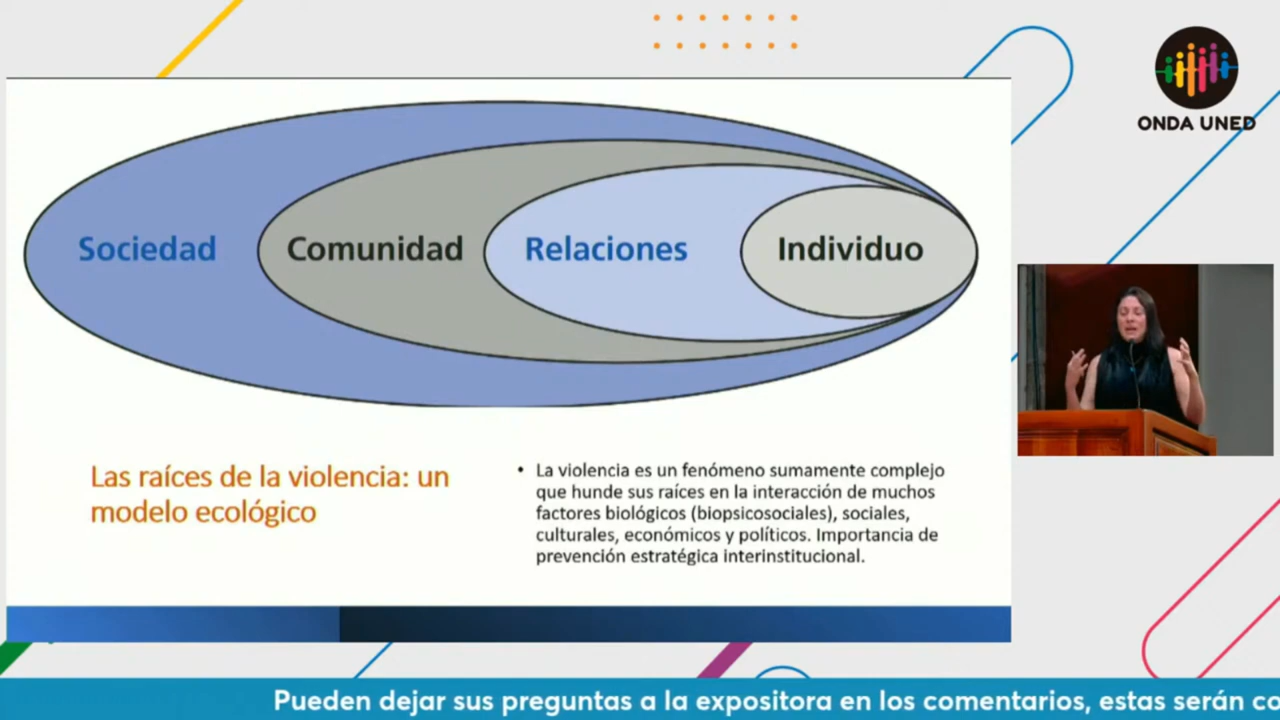 ONDA UNED
Sociedad
Comunidad
Relaciones
Individuo
Las raíces de la violencia: un
modelo ecológico
• La violencia es un fenómeno sumamente complejo
que hunde sus raíces en la interacción de muchos
factores biológicos (biopsicosociales), sociales,
culturales, económicos y políticos. Importancia de
prevención estratégica interinstitucional.
Pueden dejar sus preguntas a la expositora en los comentarios, estas serán